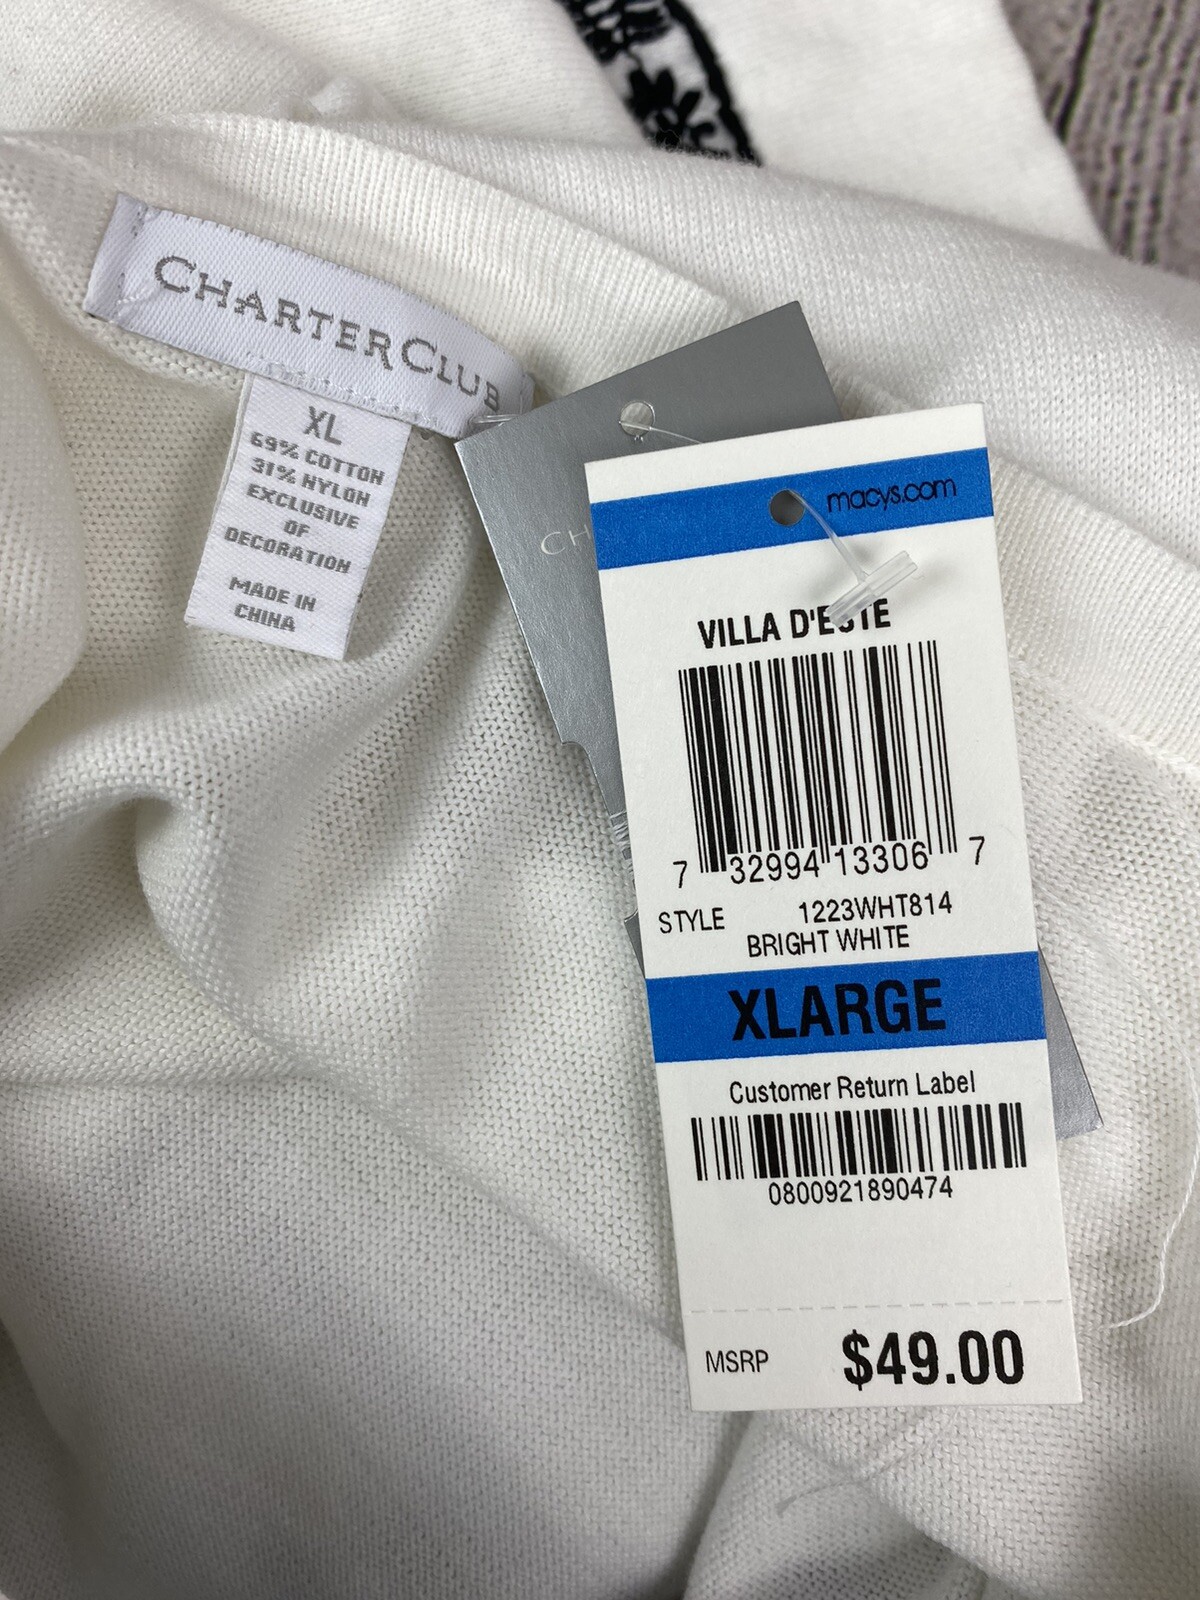 CHARTER CLUB
XL
69% COTTON
31% NYLON
EXCLUSIVE
OF
DECORATION
MADE IN
CHINA
CH
macys.com
VILLA D'ESTE
7 32994 13306 7
STYLE 1223WHT814
BRIGHT WHITE
XLARGE
Customer Return Label
0800921890474
MSRP $49.00